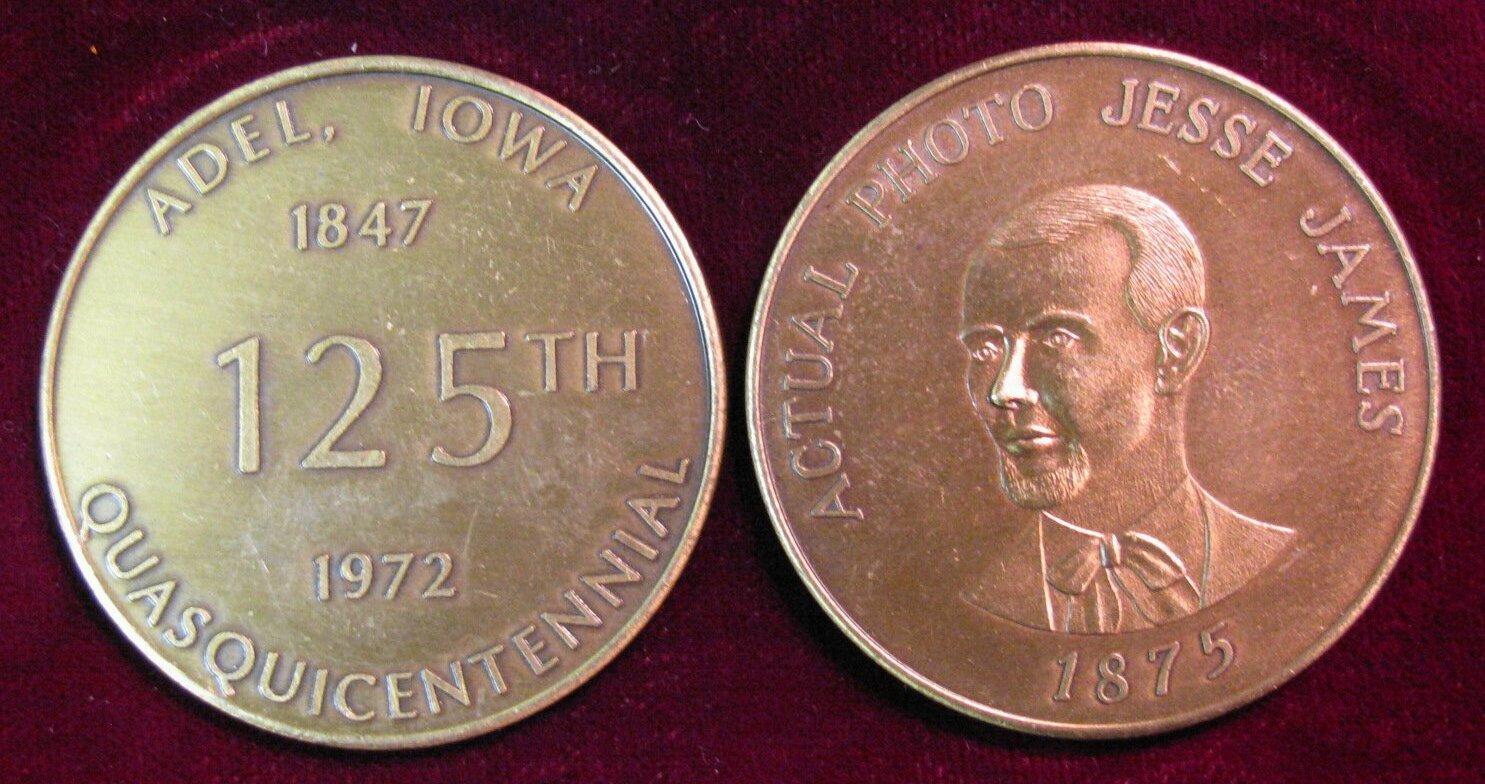 ADEL, IOWA
1847
125TH
1972
QUASQUICENTENNIAL
ACTUAL PHOTO JESSE JAMES
1875